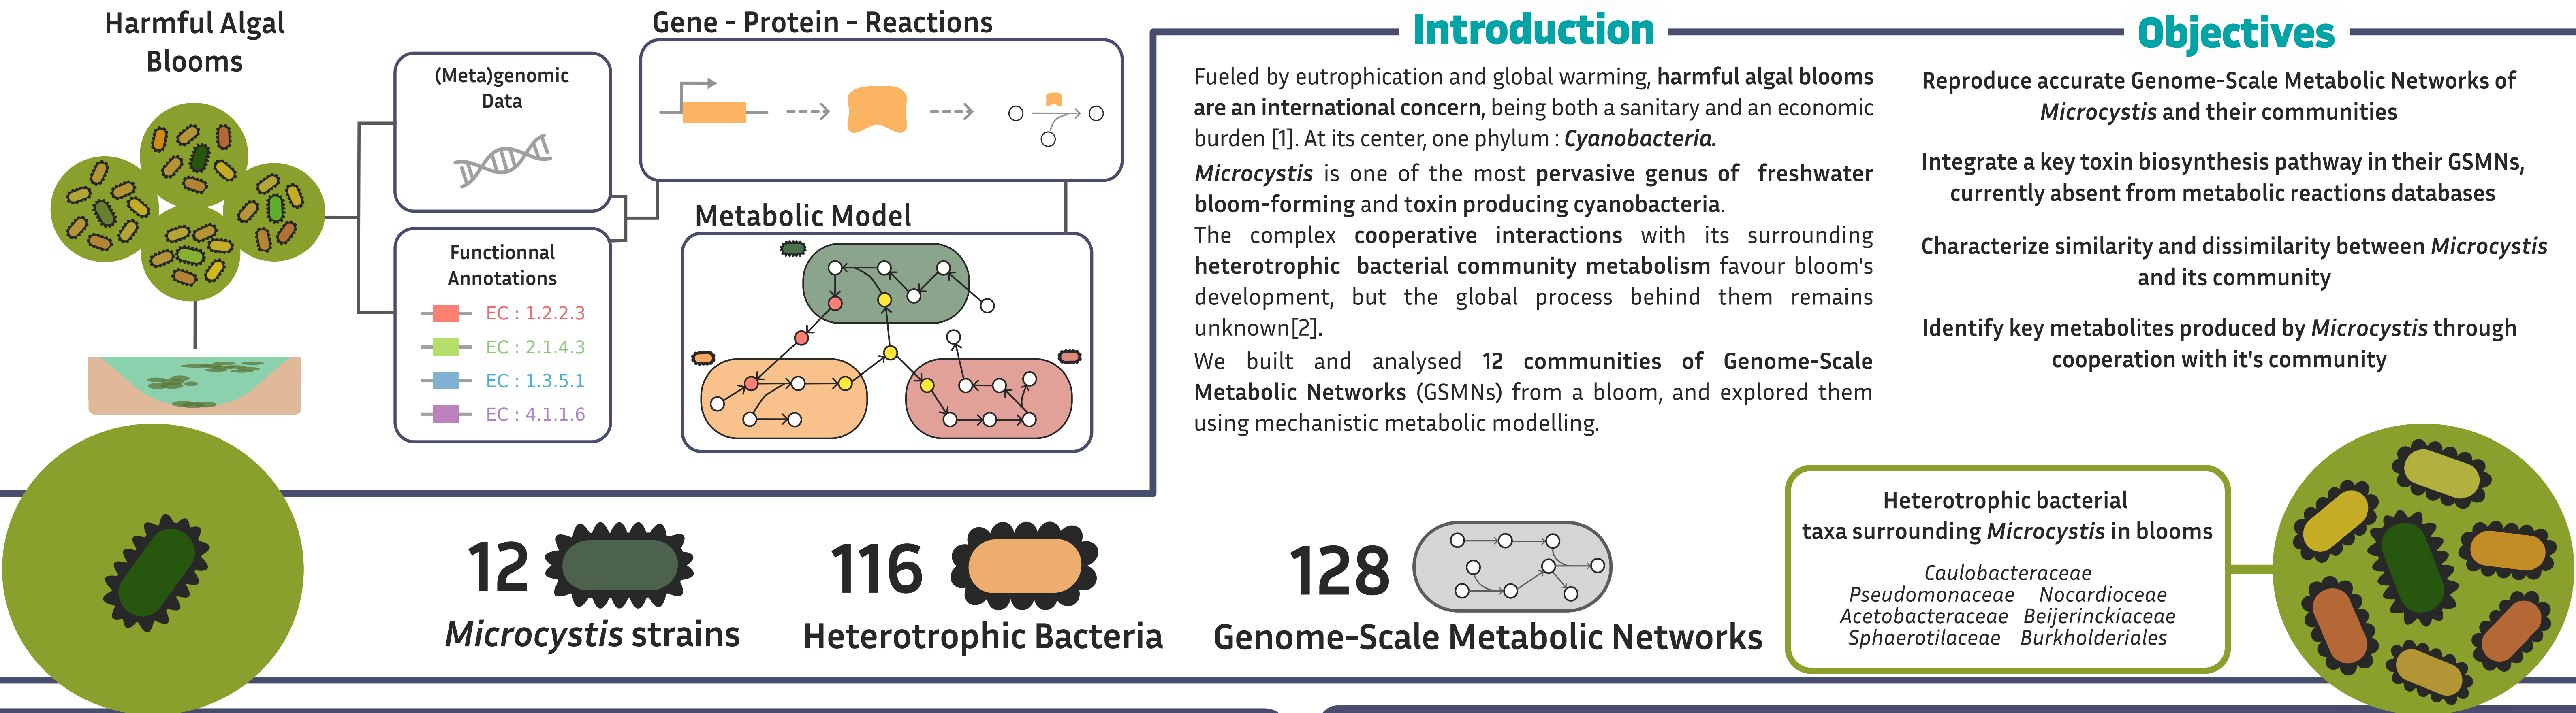 Harmful Algal
Blooms
(Meta)genomic
Data
Functionnal
Annotations
EC : 1.2.2.3
EC : 2.1.4.3
EC : 1.3.5.1
EC : 4.1.1.6
Gene - Protein - Reactions
Metabolic Model
Introduction
Fueled by eutrophication and global warming, harmful algal blooms
are an international concern, being both a sanitary and an economic
burden [1]. At its center, one phylum : Cyanobacteria.
Microcystis is one of the most pervasive genus of freshwater
bloom-forming and toxin producing cyanobacteria.
The complex cooperative interactions with its surrounding
heterotrophic bacterial community metabolism favour bloom's
development, but the global process behind them remains
unknown[2].
We built and analysed 12 communities of Genome-Scale
Metabolic Networks (GSMNs) from a bloom, and explored them
using mechanistic metabolic modelling.
Objectives
Reproduce accurate Genome-Scale Metabolic Networks of
Microcystis and their communities
Integrate a key toxin biosynthesis pathway in their GSMNs,
currently absent from metabolic reactions databases
Characterize similarity and dissimilarity between Microcystis
and its community
Identify key metabolites produced by Microcystis through
cooperation with it's community
12
Microcystis strains
116
Heterotrophic Bacteria
128
Genome-Scale Metabolic Networks
Heterotrophic bacterial
taxa surrounding Microcystis in blooms
Caulobacteraceae
Pseudomonaceae Nocardioceae
Acetobacteraceae Beijerinckiaceae
Sphaerotilaceae Burkholderiales